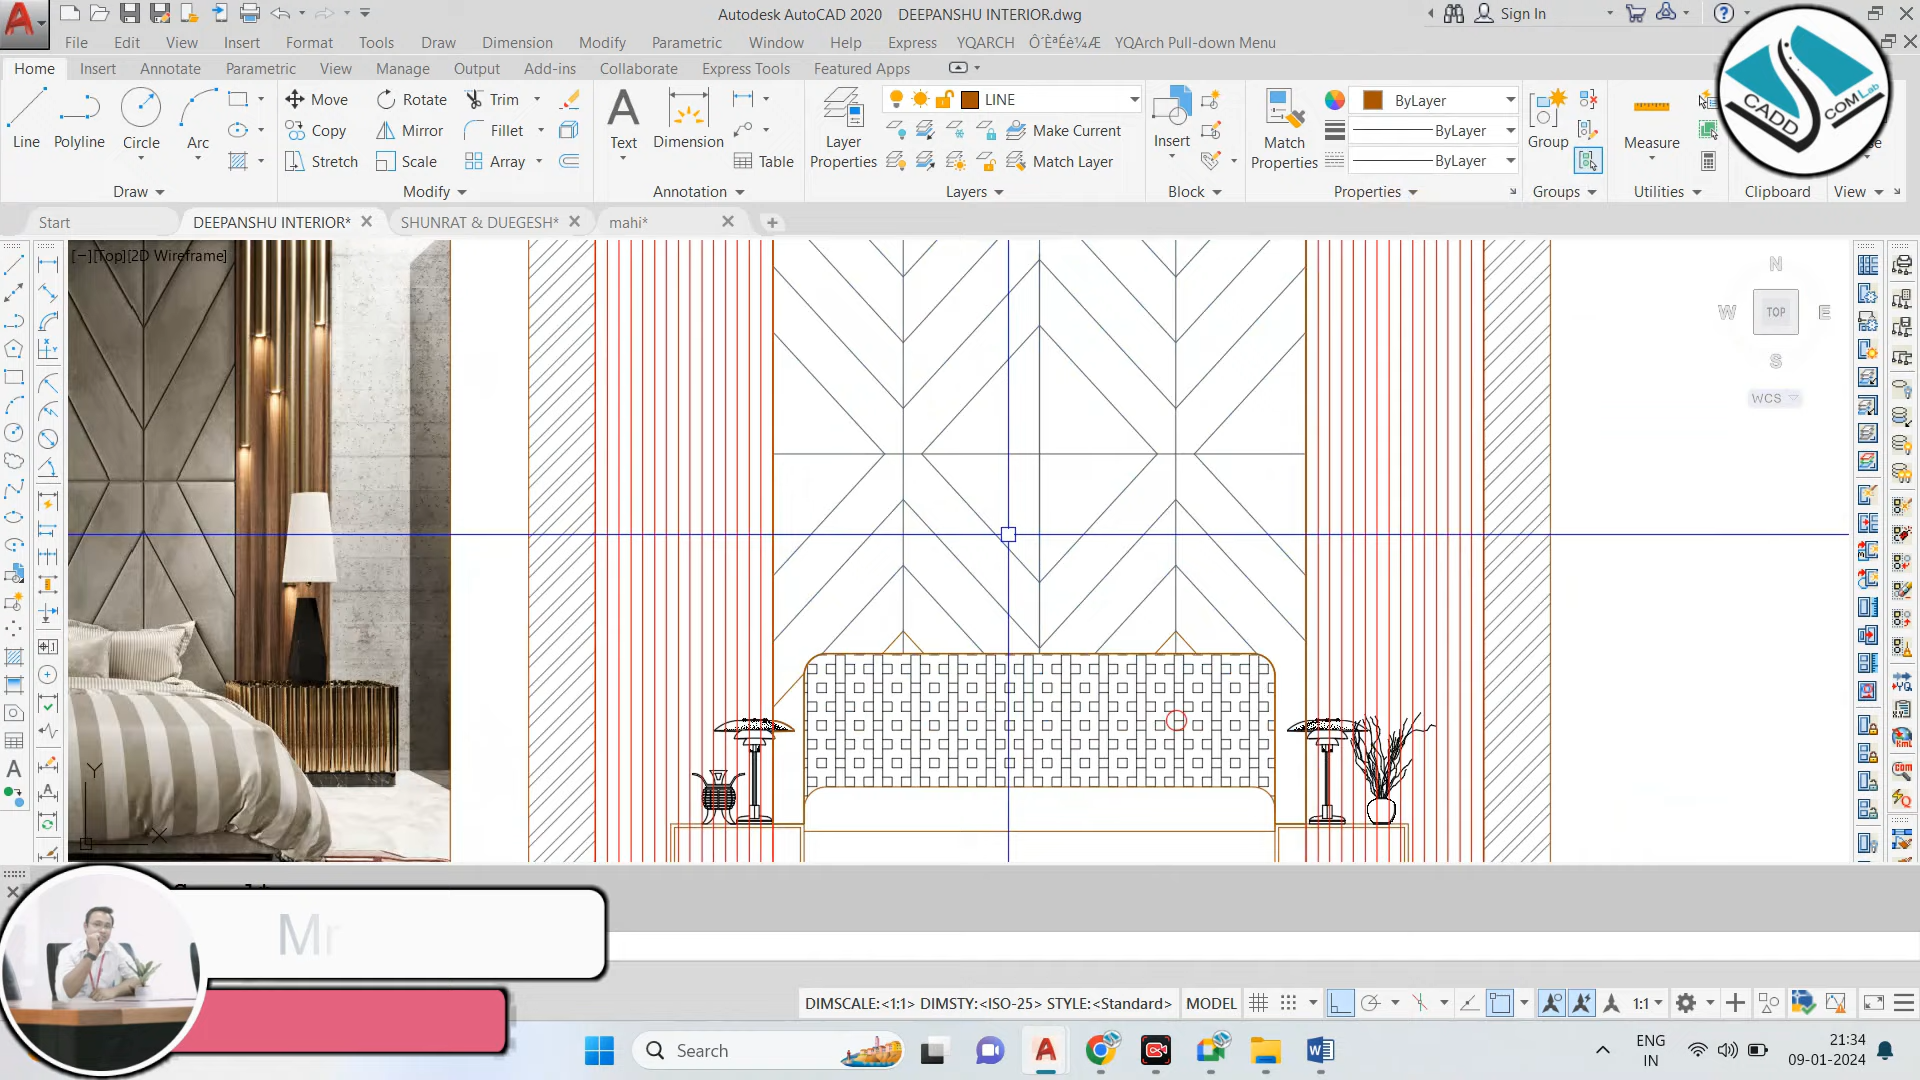 Autodesk AutoCAD 2020 DEEPANSHU INTERIOR.dwg
Sign In
File Edit View Insert Format Tools Draw Dimension Modify Parametric Window Help Express YQARCH Ô´È°Éè¼Æ YQArch Pull-down Menu
Home Insert Annotate Parametric View Manage Output Add-ins Collaborate Express Tools Featured Apps
Line Polyline Circle Arc
Move Rotate Trim
Copy Mirror Fillet
Stretch Scale Array
Text Dimension Table
Layer Properties
LINE
Make Current
Match Layer
Insert
Match Properties
ByLayer
ByLayer
ByLayer
Group
Measure
CADD COM Lab
Draw Modify Annotation Layers Block Properties Groups Utilities Clipboard View
Start DEEPANSHU INTERIOR* SHUNRAT & DUEGESH* mahi*
[−][Top][2D Wireframe]
N
W TOP E
S
WCS
Y
X
Mr
DIMSCALE:<1:1> DIMSTY:<ISO-25> STYLE:<Standard> MODEL 1:1
Search
ENG
IN
21:34
09-01-2024